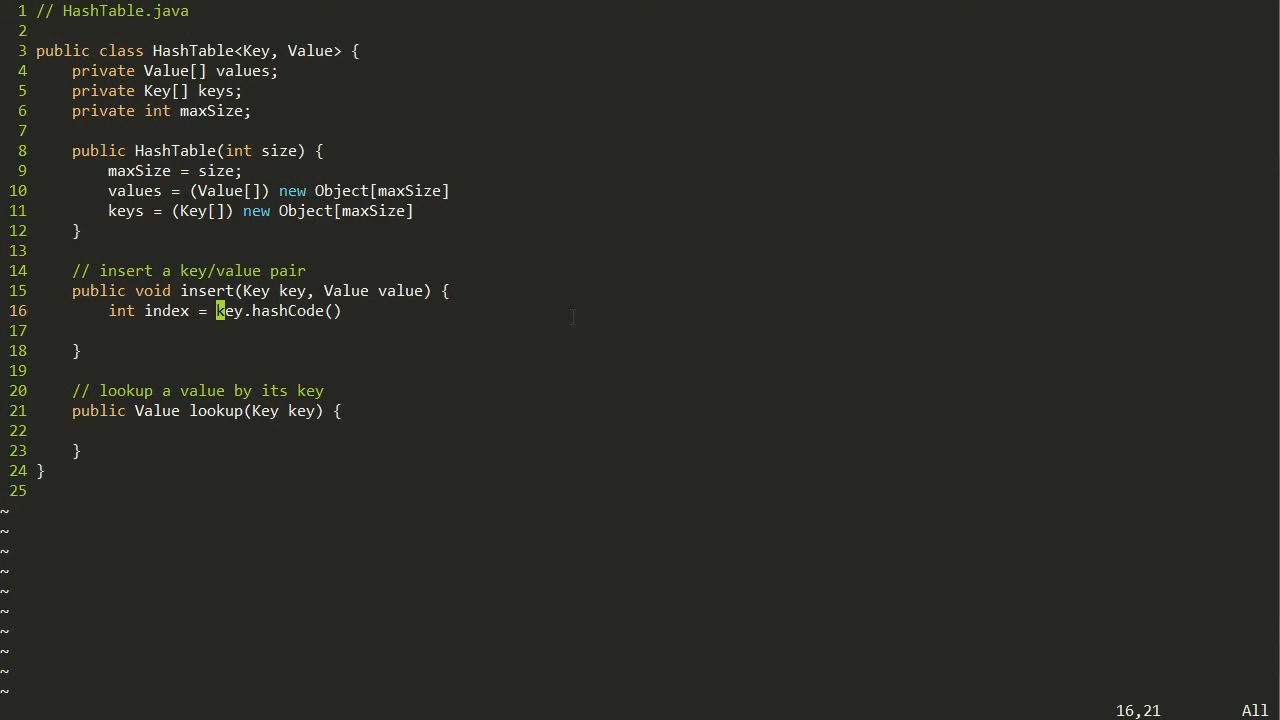 1 // HashTable.java
2
3 public class HashTable<Key, Value> {
4     private Value[] values;
5     private Key[] keys;
6     private int maxSize;
7
8     public HashTable(int size) {
9         maxSize = size;
10         values = (Value[]) new Object[maxSize]
11         keys = (Key[]) new Object[maxSize]
12     }
13
14     // insert a key/value pair
15     public void insert(Key key, Value value) {
16         int index = key.hashCode()
17
18     }
19
20     // lookup a value by its key
21     public Value lookup(Key key) {
22
23     }
24 }
25
~
~
~
~
~
~
~
~
~
~
16,21 All